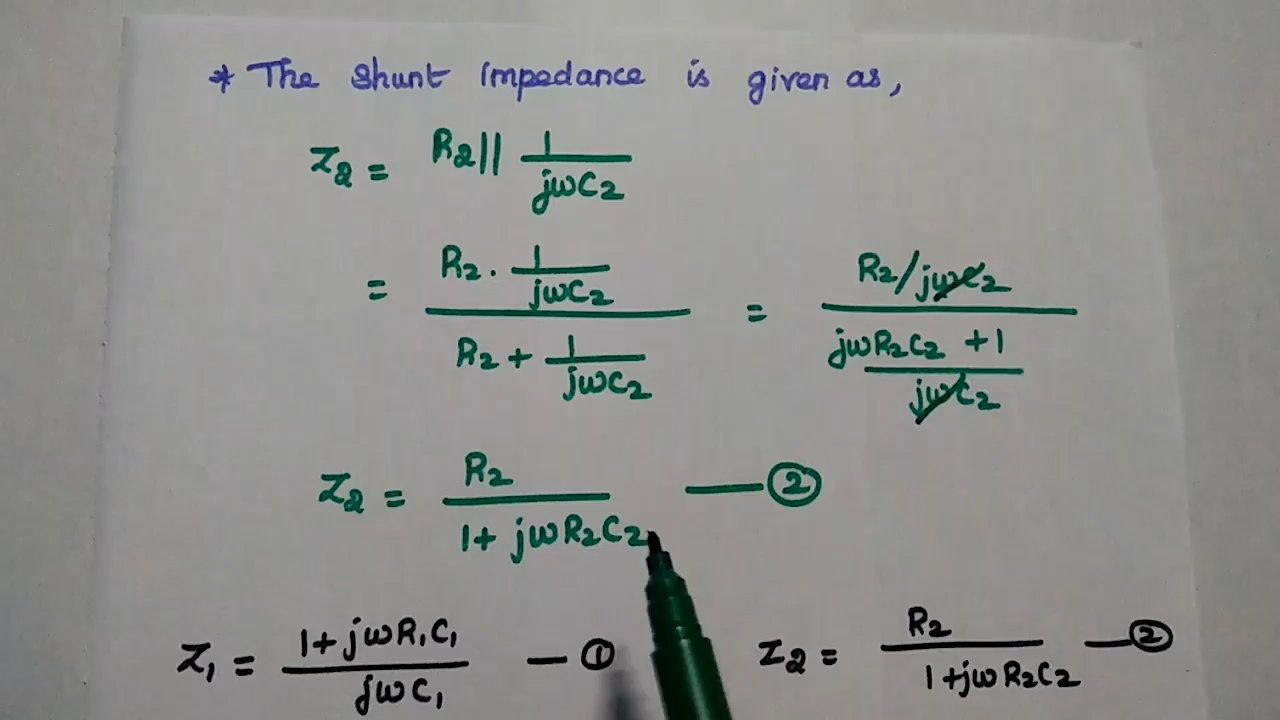 * The shunt impedance is given as,
Z2 = R2 || 1/jωC2
= R2 . 1/jωC2 / R2 + 1/jωC2 = R2/jωC2 / jωR2C2 + 1 / jωC2
Z2 = R2 / 1 + jωR2C2 — ②
Z1 = 1 + jωR1C1 / jωC1 — ① Z2 = R2 / 1 + jωR2C2 — ②